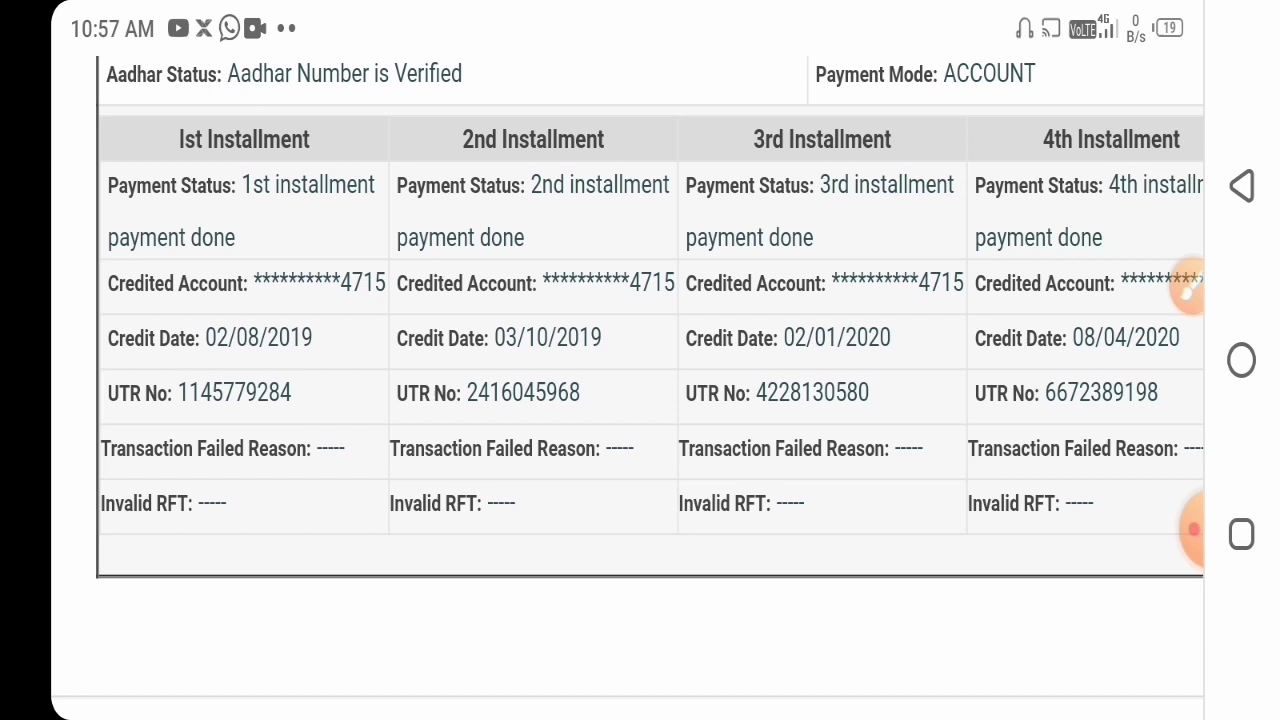 10:57 AM
VoLTE 4G 0 B/s 19
Aadhar Status: Aadhar Number is Verified Payment Mode: ACCOUNT
Ist Installment 2nd Installment 3rd Installment 4th Installment
Payment Status: 1st installment Payment Status: 2nd installment Payment Status: 3rd installment Payment Status: 4th installr
payment done payment done payment done payment done
Credited Account: **********4715 Credited Account: **********4715 Credited Account: **********4715 Credited Account: ********
Credit Date: 02/08/2019 Credit Date: 03/10/2019 Credit Date: 02/01/2020 Credit Date: 08/04/2020
UTR No: 1145779284 UTR No: 2416045968 UTR No: 4228130580 UTR No: 6672389198
Transaction Failed Reason: ----- Transaction Failed Reason: ----- Transaction Failed Reason: ----- Transaction Failed Reason: ----
Invalid RFT: ----- Invalid RFT: ----- Invalid RFT: ----- Invalid RFT: -----